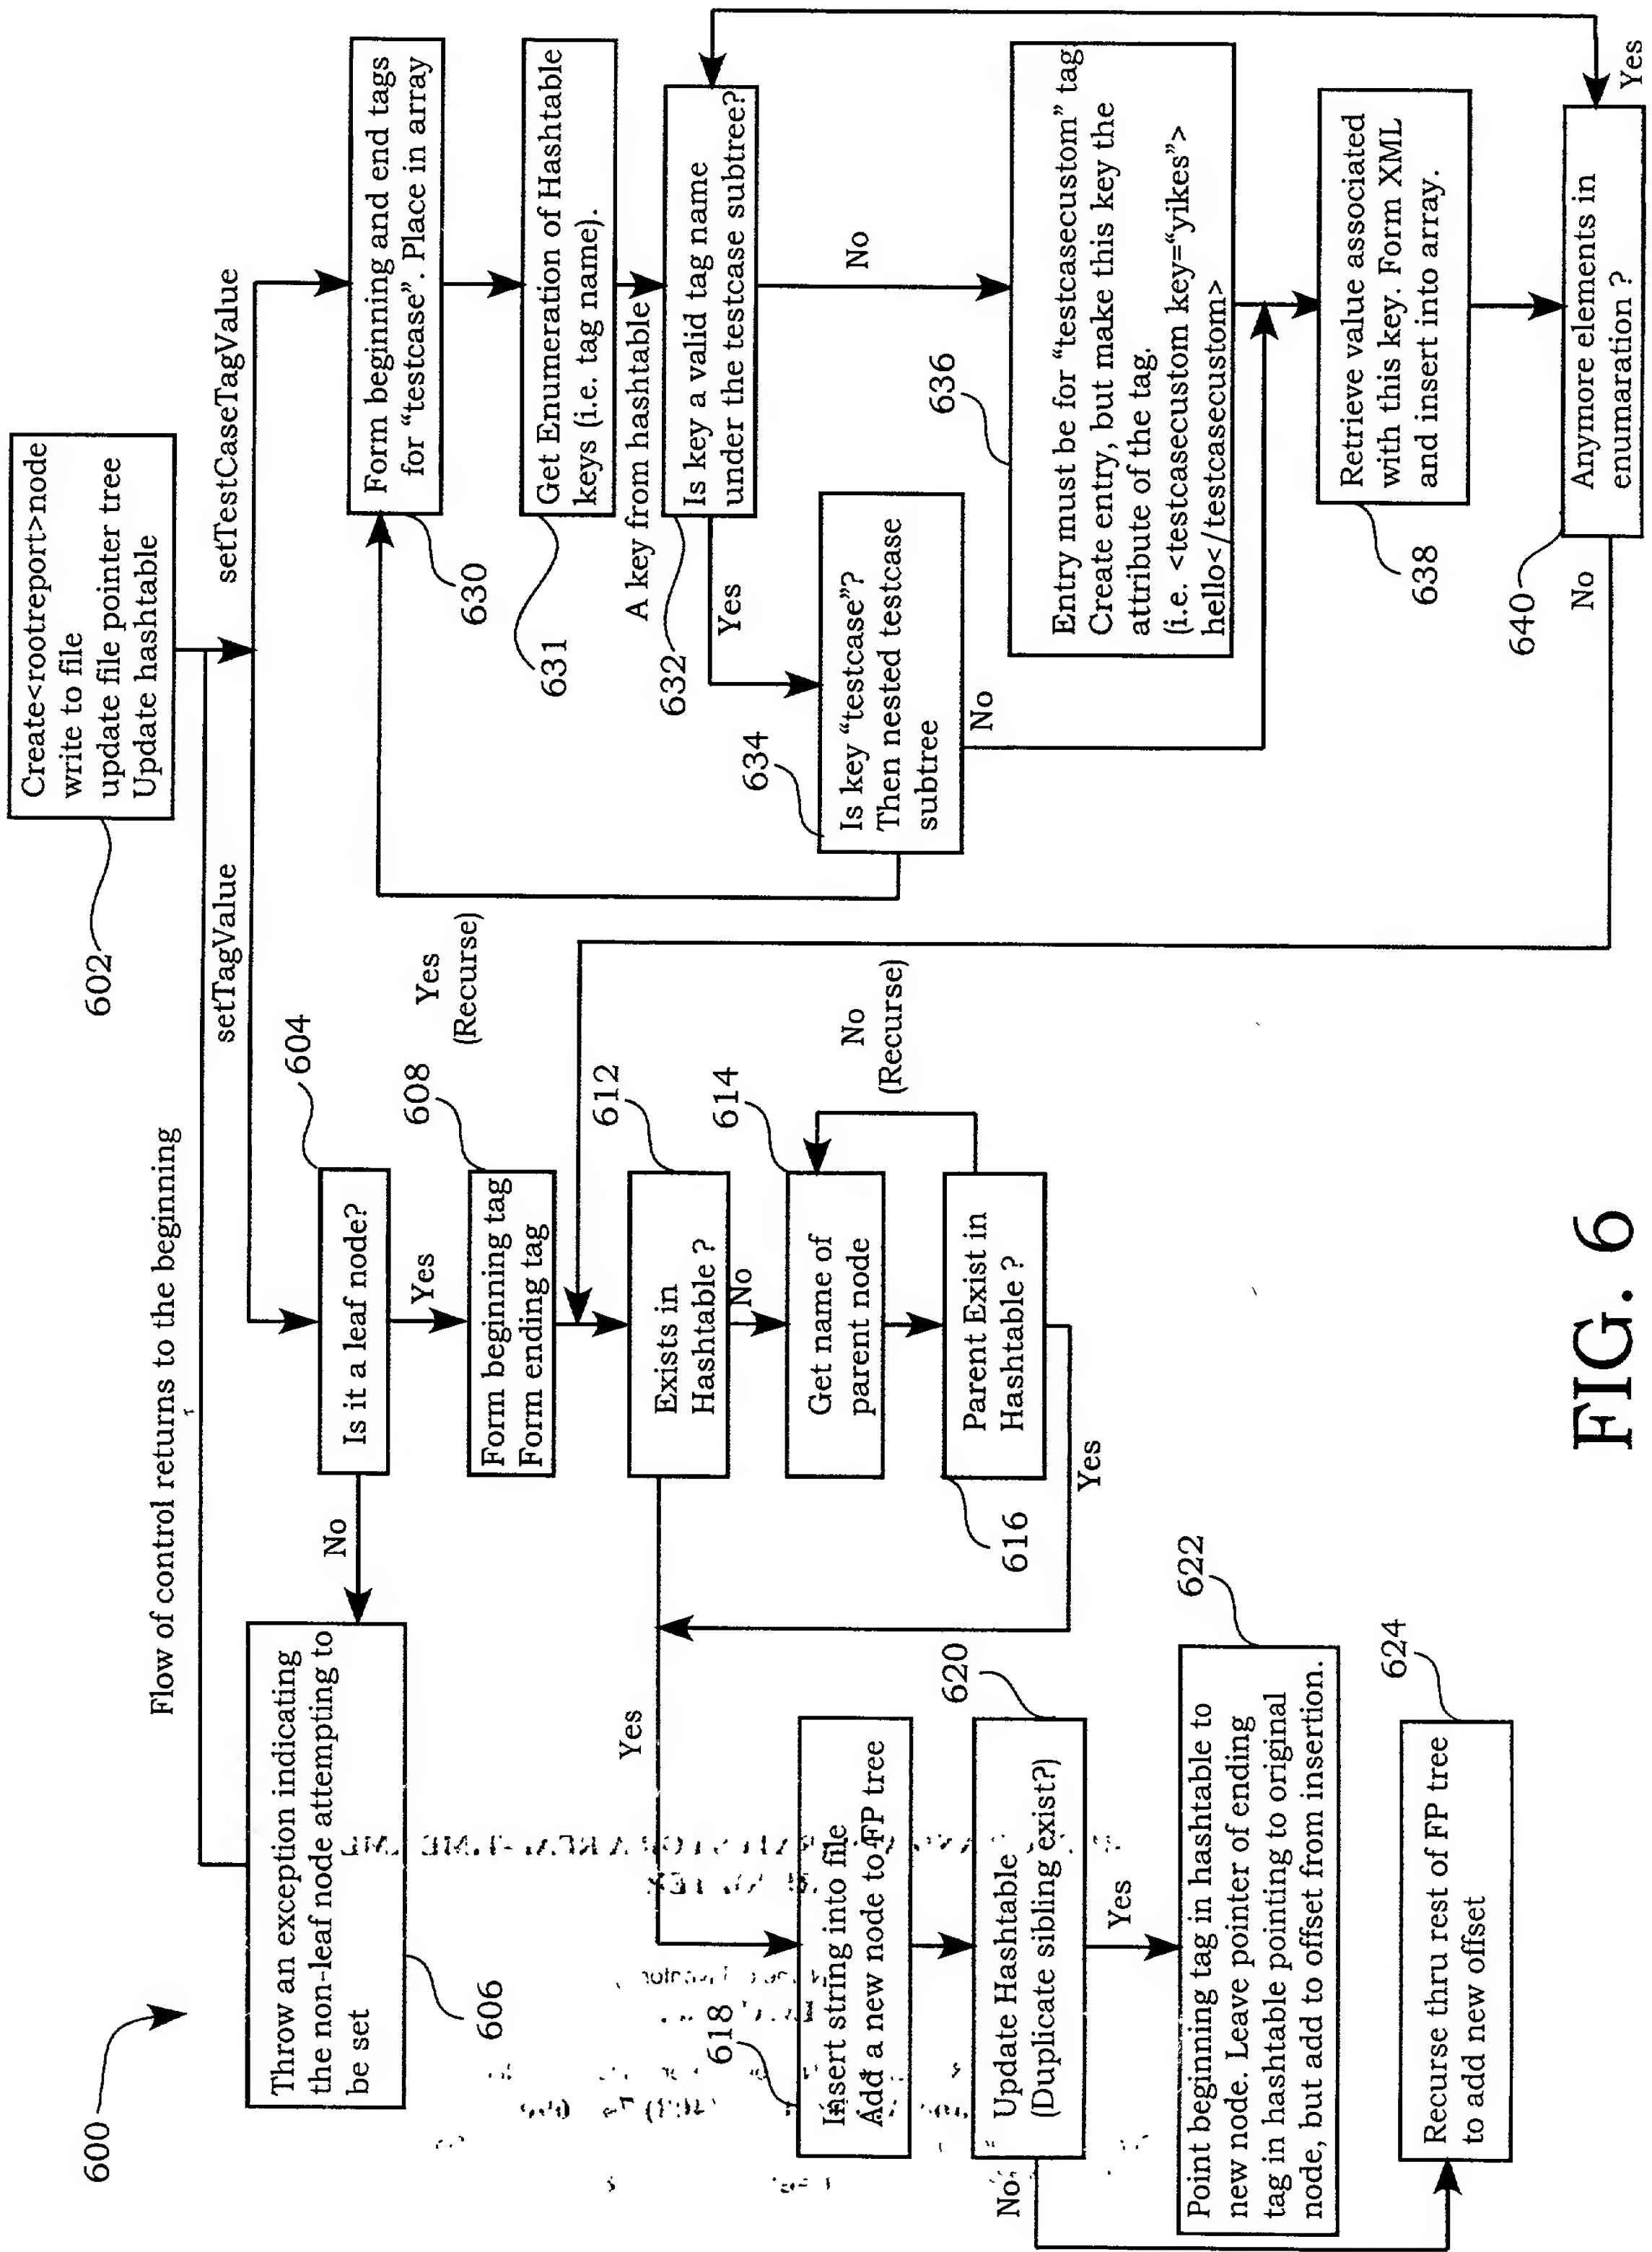 600
Flow of control returns to the beginning
602
Create<rootreport>node
write to file
update file pointer tree
Update hashtable
setTagValue
setTestCaseTagValue
Throw an exception indicating
the non-leaf node attempting to
be set
606
No
604
Is it a leaf node?
Yes
608
Form beginning tag
Form ending tag
612
Exists in
Hashtable ?
No
Yes
614
Get name of
parent node
No
(Recurse)
616
Parent Exist in
Hashtable ?
Yes
618
Insert string into file
Add a new node to FP tree
620
Update Hashtable
(Duplicate sibling exist?)
No
Yes
622
Point beginning tag in hashtable to
new node. Leave pointer of ending
tag in hashtable pointing to original
node, but add to offset from insertion.
624
Recurse thru rest of FP tree
to add new offset
630
Form beginning and end tags
for “testcase”. Place in array
631
Get Enumeration of Hashtable
keys (i.e. tag name).
A key from hashtable
632
Is key a valid tag name
under the testcase subtree?
Yes
No
634
Is key “testcase”?
Then nested testcase
subtree
Yes
(Recurse)
No
636
Entry must be for “testcasecustom” tag
Create entry, but make this key the
attribute of the tag.
(i.e. <testcasecustom key=“yikes”>
hello</testcasecustom>
638
Retrieve value associated
with this key. Form XML
and insert into array.
640
Anymore elements in
enumaration ?
No
Yes
FIG. 6